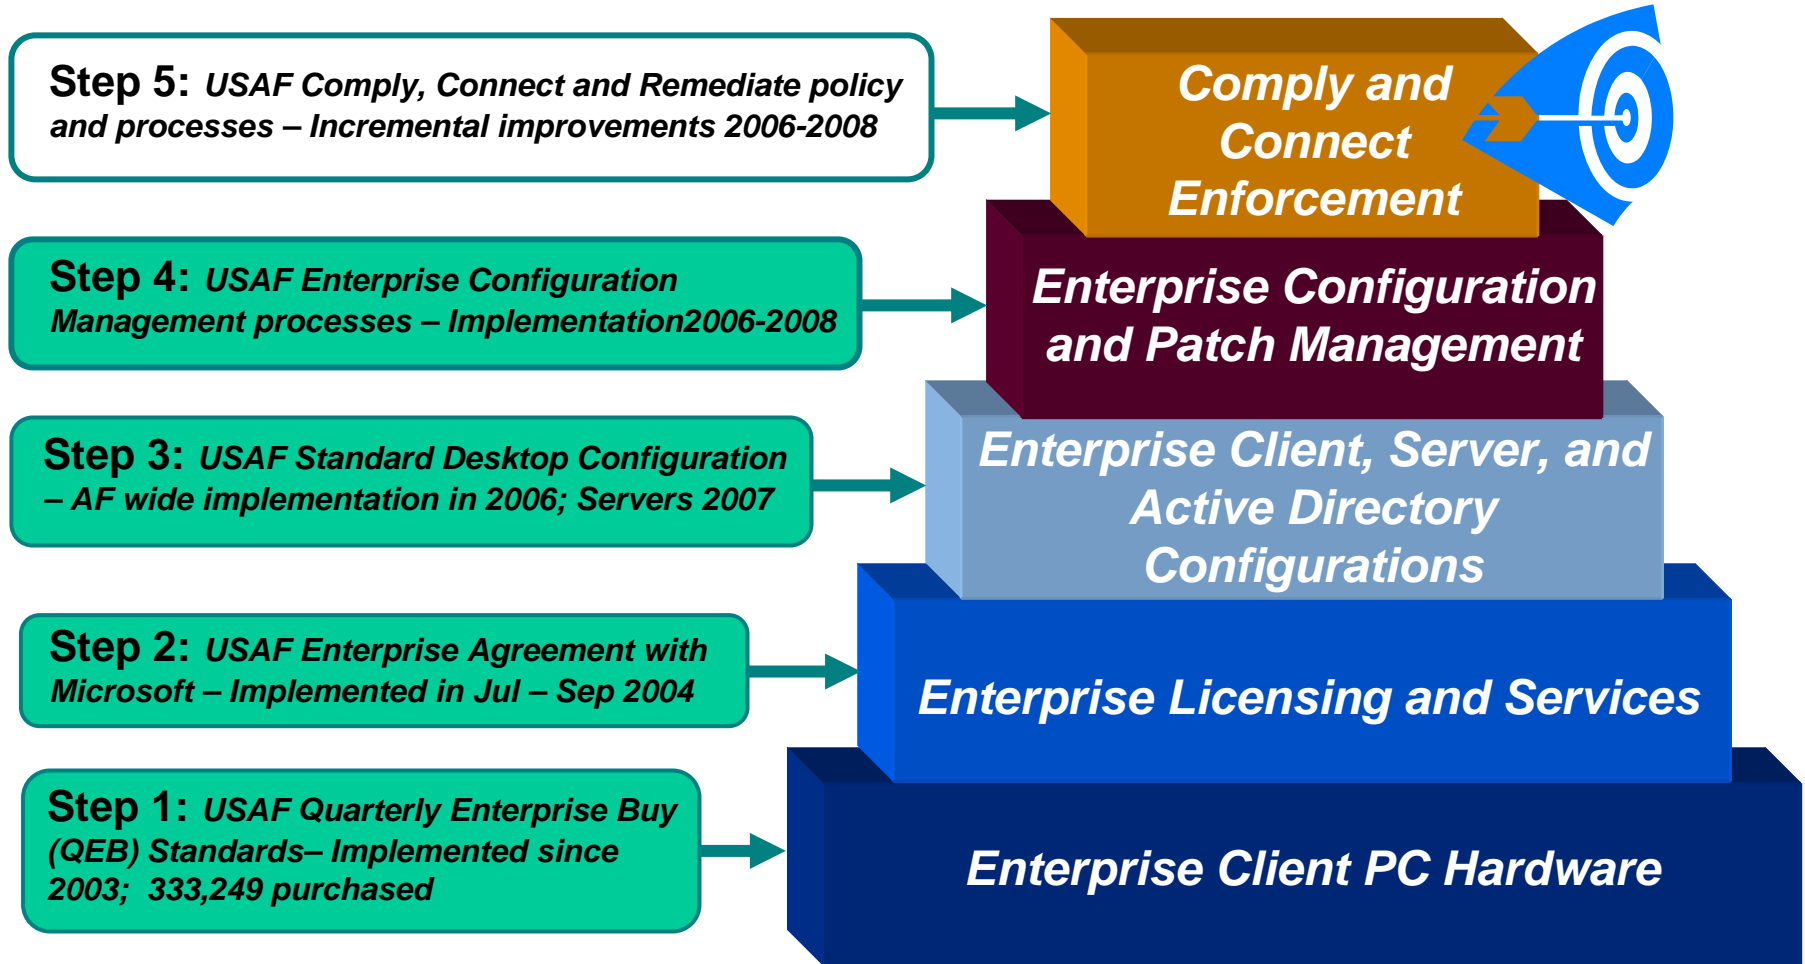 Step 5: USAF Comply, Connect and Remediate policy
and processes – Incremental improvements 2006-2008
Comply and
Connect
Enforcement
Step 4: USAF Enterprise Configuration
Management processes – Implementation2006-2008
Enterprise Configuration
and Patch Management
Step 3: USAF Standard Desktop Configuration
– AF wide implementation in 2006; Servers 2007
Enterprise Client, Server, and
Active Directory
Configurations
Step 2: USAF Enterprise Agreement with
Microsoft – Implemented in Jul – Sep 2004
Enterprise Licensing and Services
Step 1: USAF Quarterly Enterprise Buy
(QEB) Standards– Implemented since
2003; 333,249 purchased
Enterprise Client PC Hardware